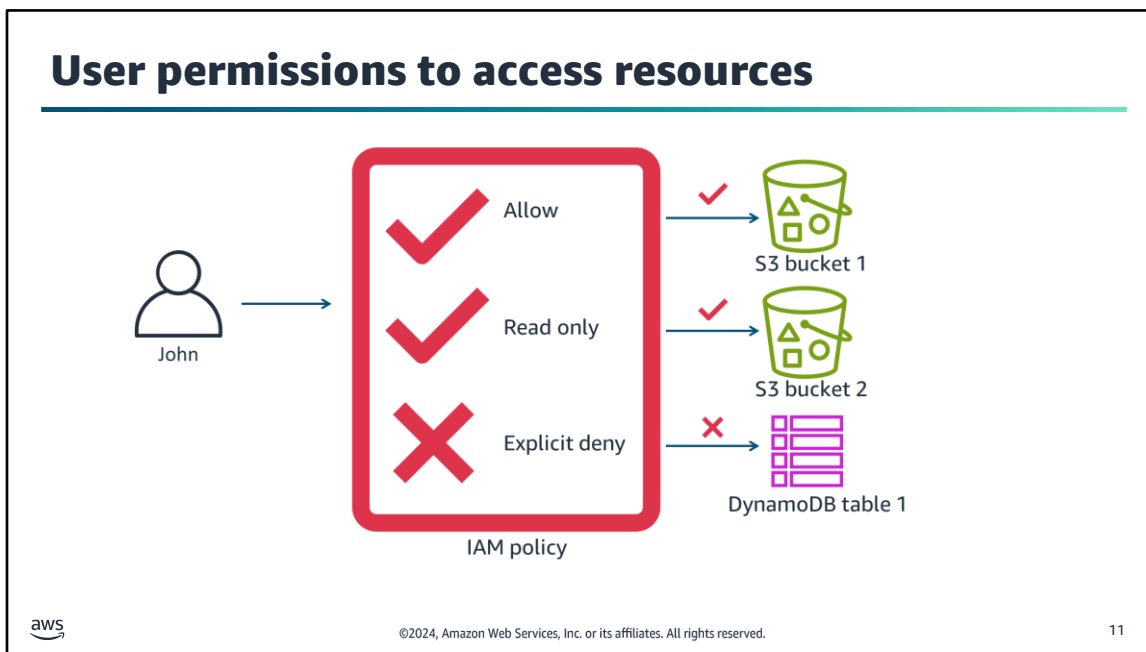 User permissions to access resources
Allow
S3 bucket 1
John
Read only
S3 bucket 2
Explicit deny
DynamoDB table 1
IAM policy
aws
©2024, Amazon Web Services, Inc. or its affiliates. All rights reserved.
11